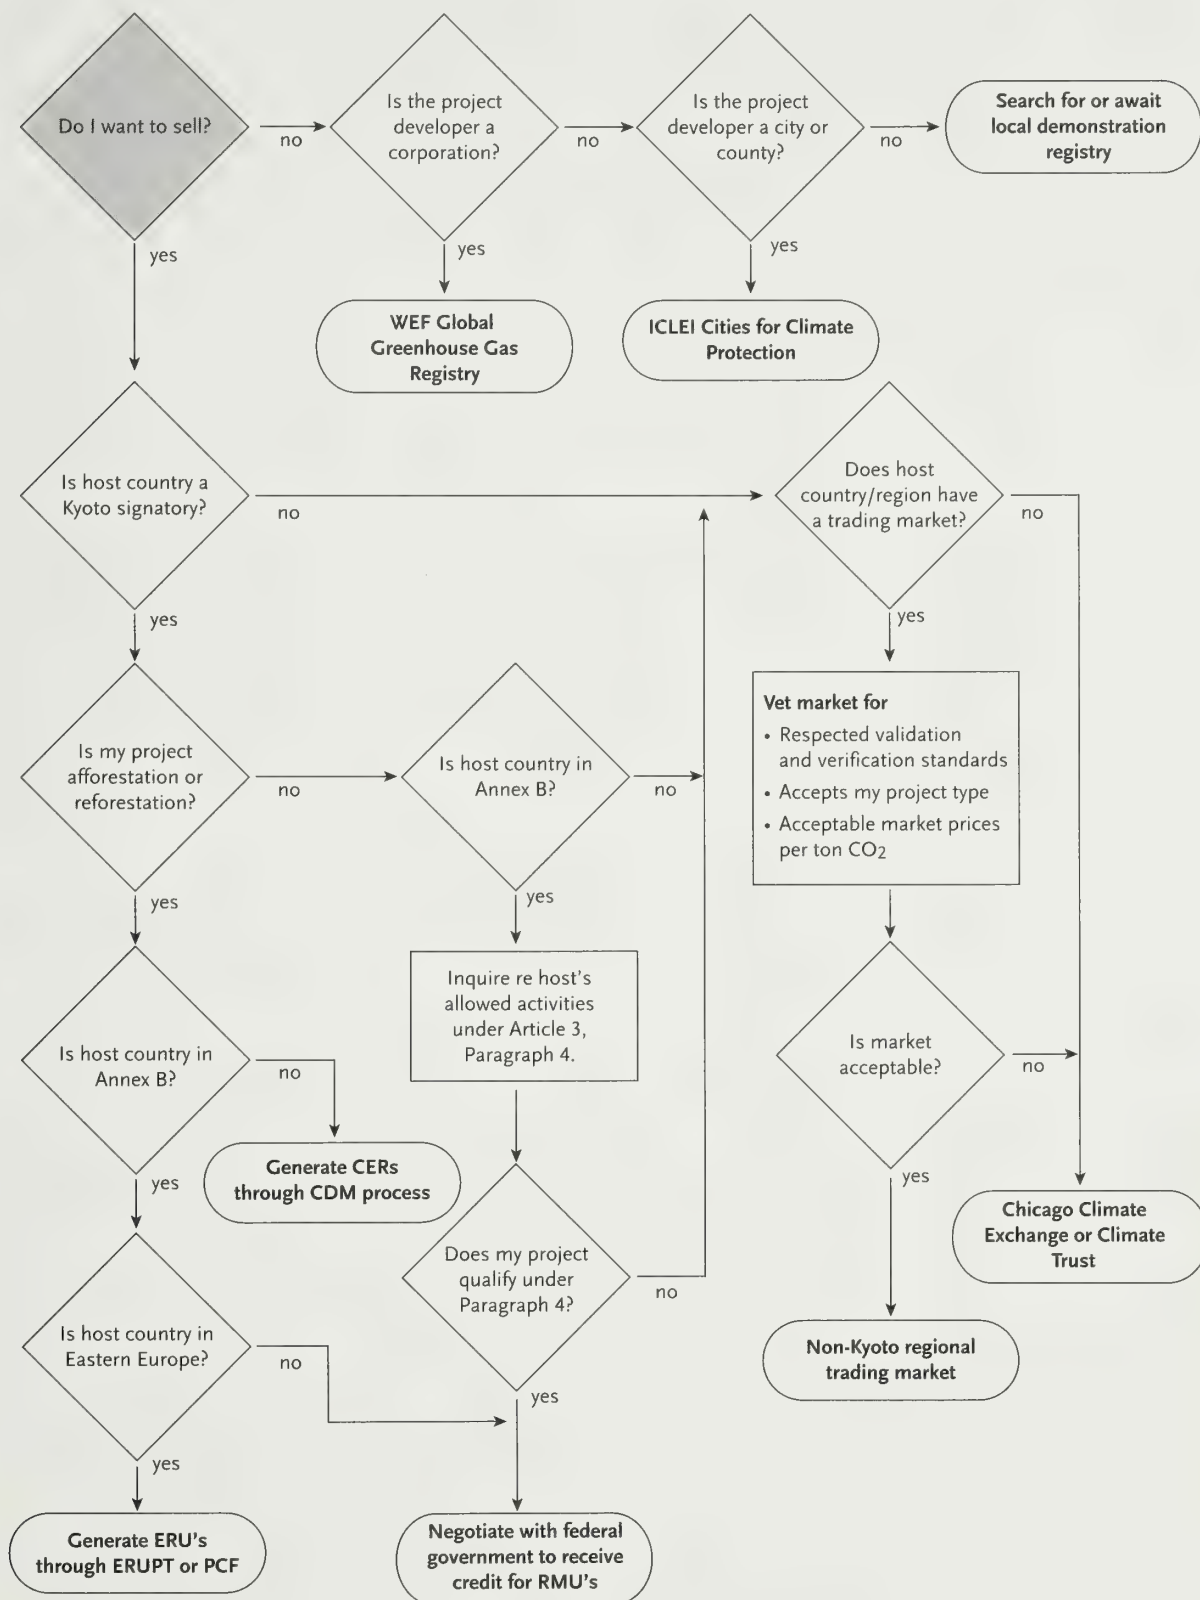 Do I want to sell?
no
yes
Is the project
developer a
corporation?
no
yes
Is the project
developer a city or
county?
no
yes
Search for or await
local demonstration
registry
WEF Global
Greenhouse Gas
Registry
ICLEI Cities for Climate
Protection
Is host country a
Kyoto signatory?
no
yes
Does host
country/region have
a trading market?
no
yes
Is my project
afforestation or
reforestation?
no
yes
Is host country in
Annex B?
no
yes
Vet market for
• Respected validation
and verification standards
• Accepts my project type
• Acceptable market prices
per ton CO2
Inquire re host's
allowed activities
under Article 3,
Paragraph 4.
Is host country in
Annex B?
no
yes
Is market
acceptable?
no
yes
Generate CERs
through CDM process
Does my project
qualify under
Paragraph 4?
no
yes
Chicago Climate
Exchange or Climate
Trust
Is host country in
Eastern Europe?
no
yes
Non-Kyoto regional
trading market
Generate ERU's
through ERUPT or PCF
Negotiate with federal
government to receive
credit for RMU's